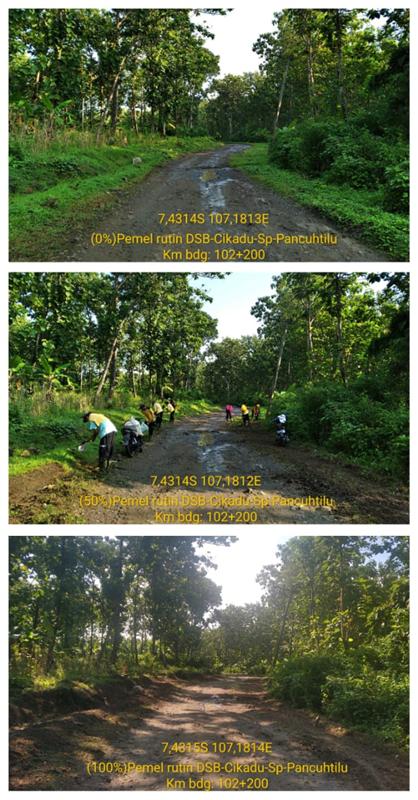 7,4314S 107,1813E
(0%)Pemel rutin DSB-Cikadu-Sp-Pancuhtilu
Km bdg: 102+200
7,4314S 107,1812E
(50%)Pemel rutin DSB-Cikadu-Sp-Pancuhtilu
Km bdg: 102+200
7,4315S 107,1814E
(100%)Pemel rutin DSB-Cikadu-Sp-Pancuhtilu
Km bdg: 102+200